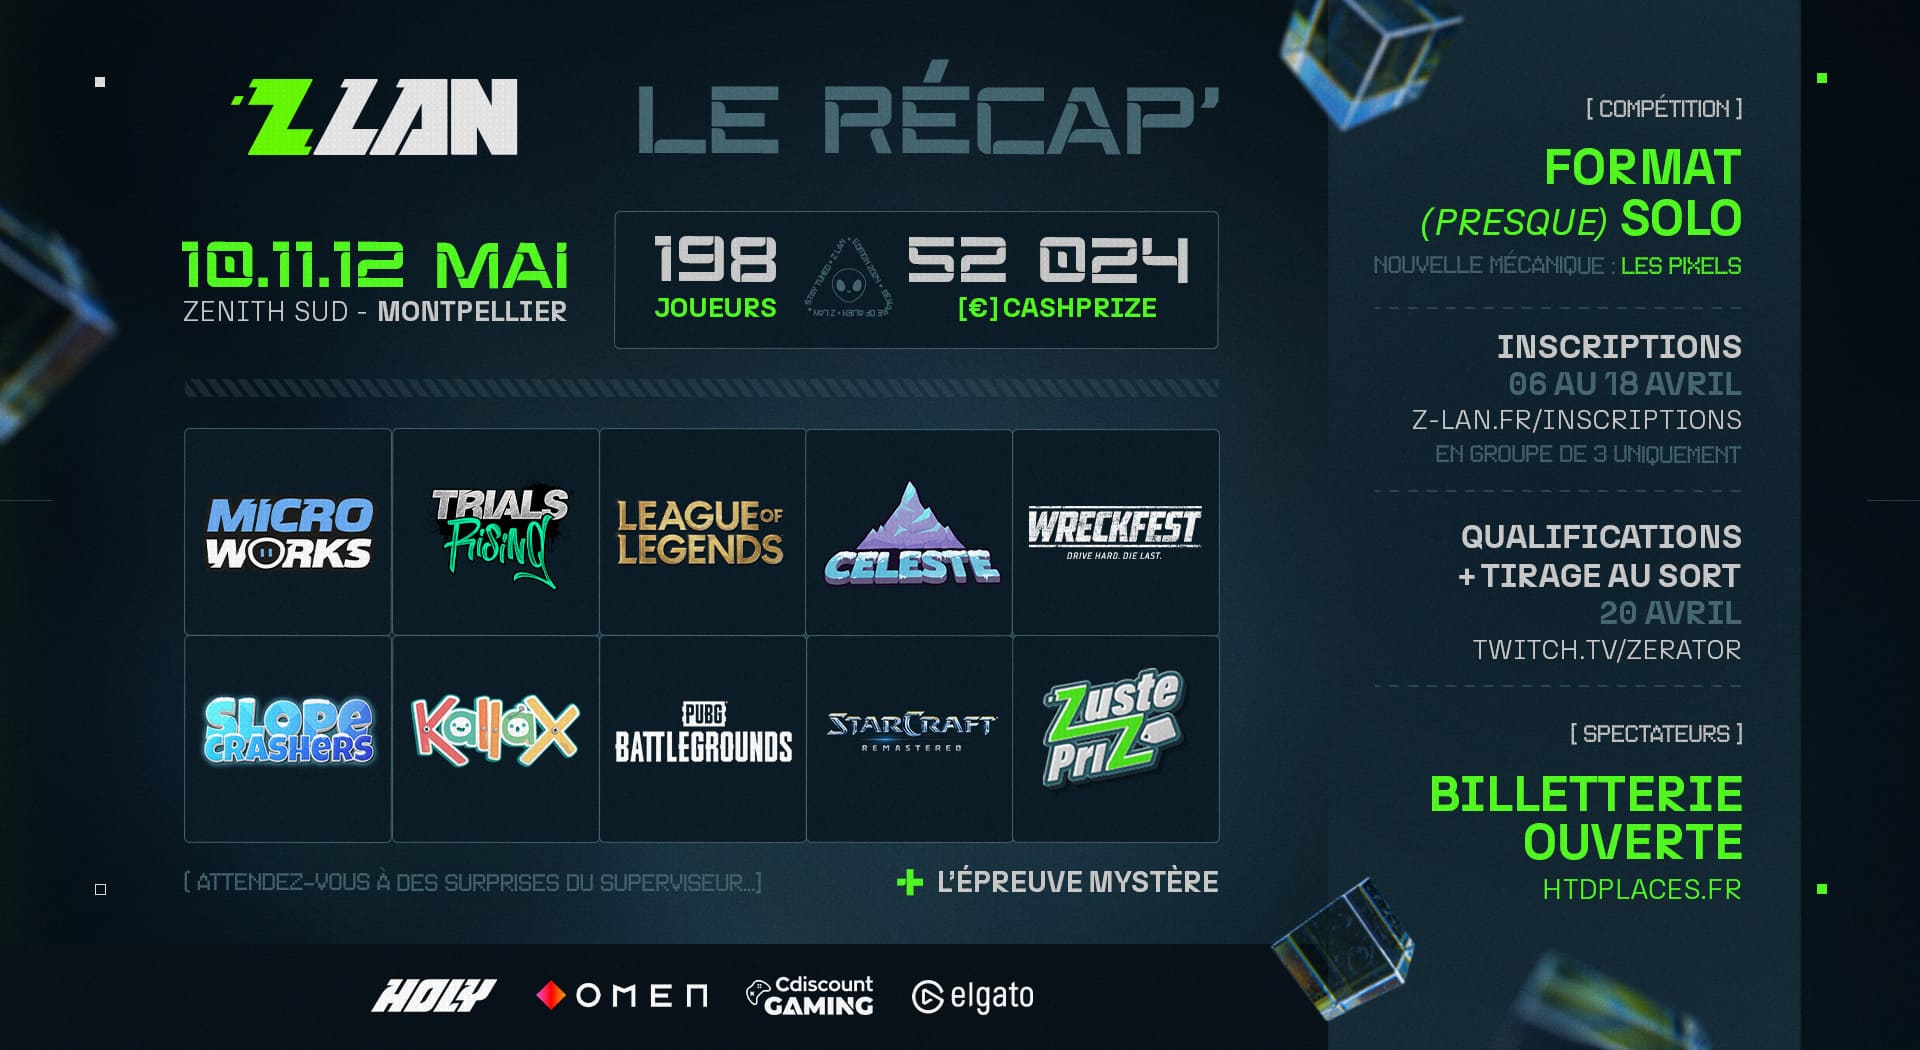 Z LAN
LE RÉCAP'
10.11.12 MAI
ZENITH SUD - MONTPELLIER
198
JOUEURS
52 024
[€] CASHPRIZE
MICRO
WORKS
TRIALS
RISING
LEAGUE OF
LEGENDS
CELESTE
WRECKFEST
DRIVE HARD. DIE LAST.
SLOPE
CRASHERS
KallaX
PUBG
BATTLEGROUNDS
STARCRAFT
REMASTERED
Zuste
PriZ
( ATTENDEZ-VOUS À DES SURPRISES DU SUPERVISEUR...]
+ L'ÉPREUVE MYSTÈRE
HOLY
OMEN
Cdiscount
GAMING
elgato
[ COMPÉTITION ]
FORMAT
(PRESQUE) SOLO
NOUVELLE MÉCANIQUE : LES PIXELS
INSCRIPTIONS
06 AU 18 AVRIL
Z-LAN.FR/INSCRIPTIONS
EN GROUPE DE 3 UNIQUEMENT
QUALIFICATIONS
+ TIRAGE AU SORT
20 AVRIL
TWITCH.TV/ZERATOR
[ SPECTATEURS ]
BILLETTERIE
OUVERTE
HTDPLACES.FR